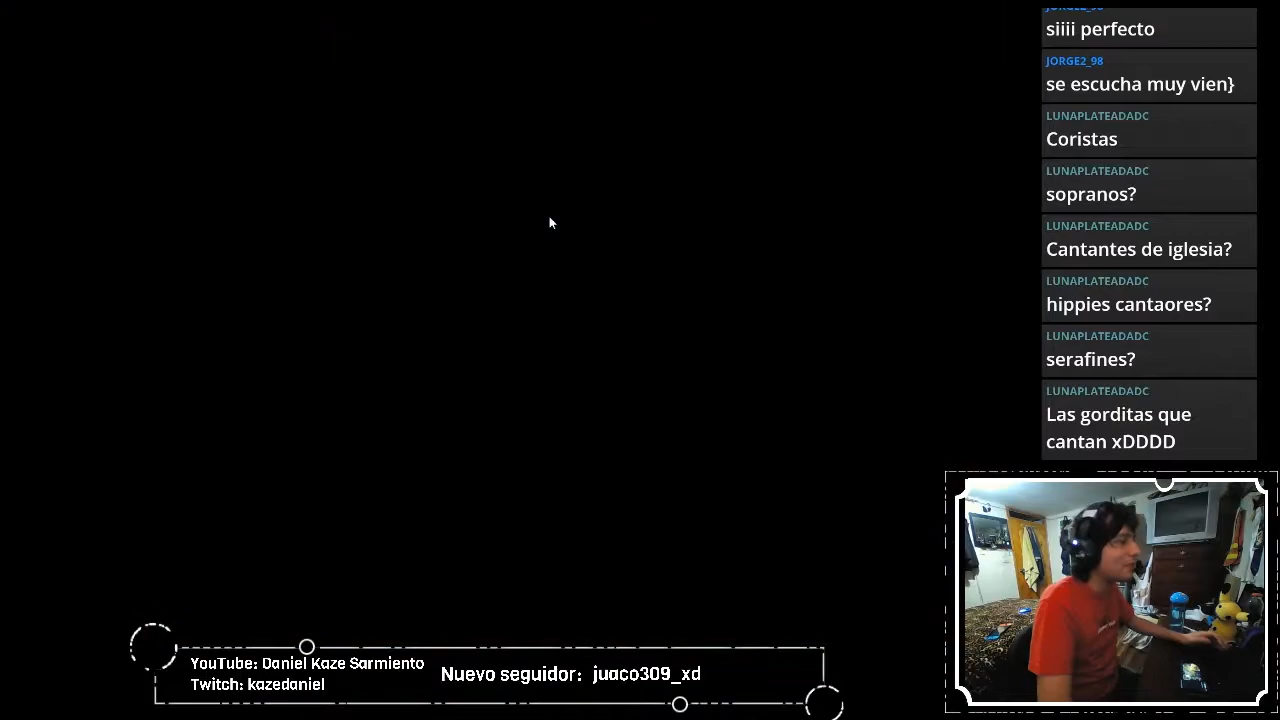 siiii perfecto
JORGE2_98
se escucha muy vien}
LUNAPLATEADADC
Coristas
LUNAPLATEADADC
sopranos?
LUNAPLATEADADC
Cantantes de iglesia?
LUNAPLATEADADC
hippies cantaores?
LUNAPLATEADADC
serafines?
LUNAPLATEADADC
Las gorditas que
cantan xDDDD
YouTube: Daniel Kaze Sarmiento
Twitch: kazedaniel
Nuevo seguidor: juaco309_xd